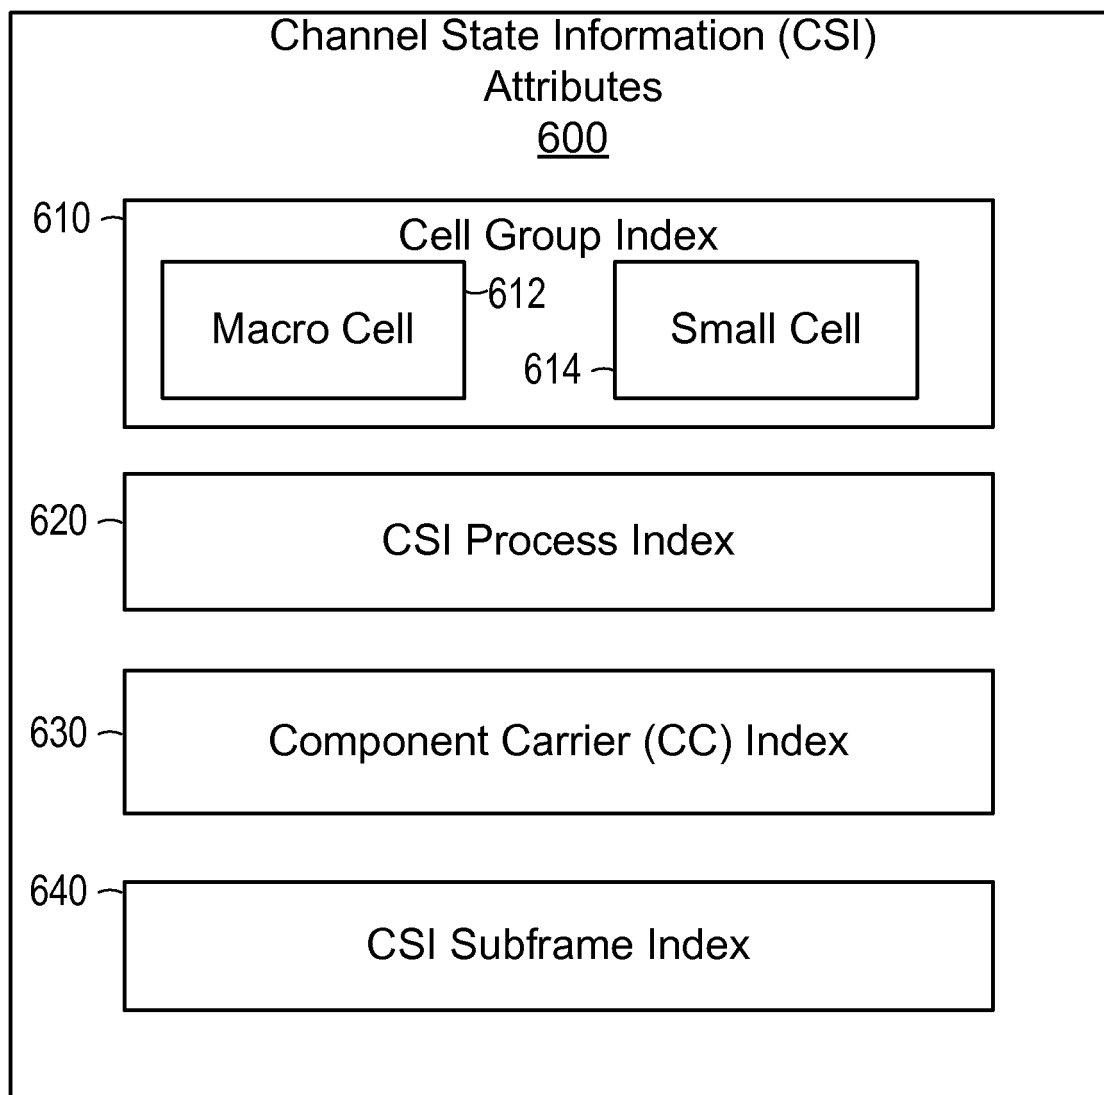 Channel State Information (CSI)
Attributes
600
610
Cell Group Index
Macro Cell
612
Small Cell
614
620
CSI Process Index
630
Component Carrier (CC) Index
640
CSI Subframe Index